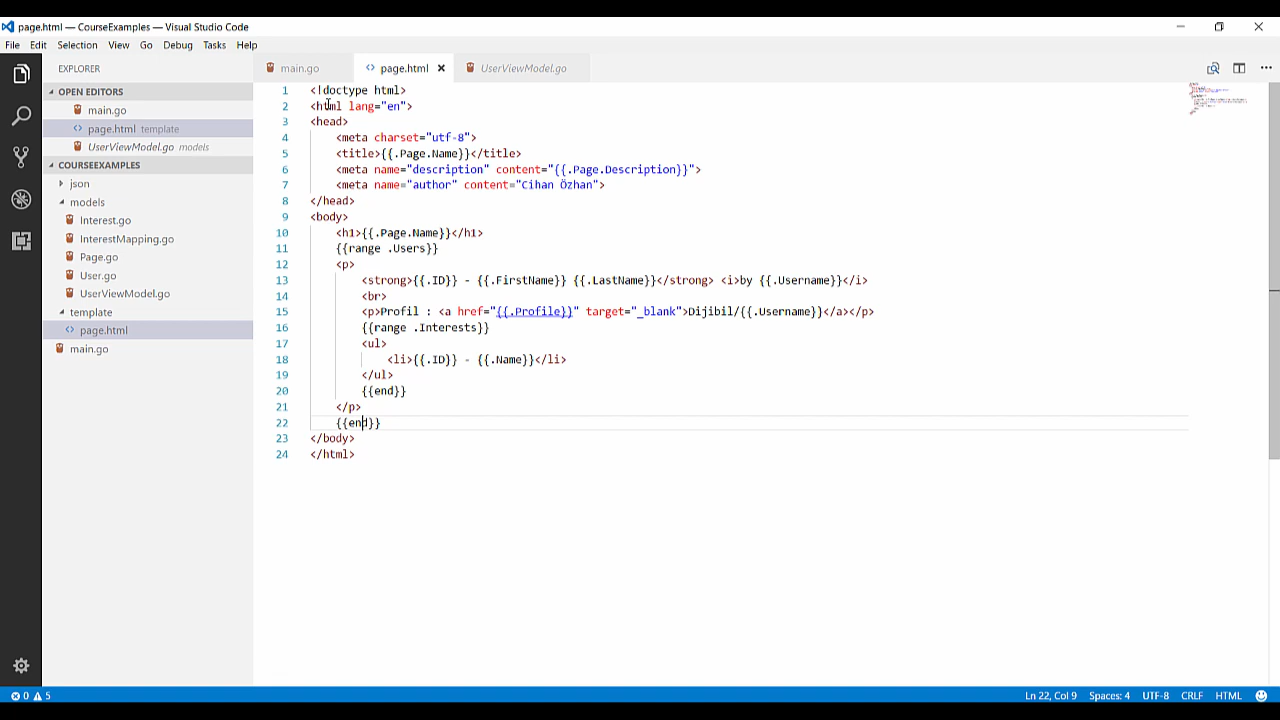 page.html — CourseExamples — Visual Studio Code
File Edit Selection View Go Debug Tasks Help
EXPLORER
OPEN EDITORS
main.go
page.html template
UserViewModel.go models
COURSEEXAMPLES
json
models
Interest.go
InterestMapping.go
Page.go
User.go
UserViewModel.go
template
page.html
main.go
main.go page.html UserViewModel.go
1 <!doctype html>
2 <html lang="en">
3 <head>
4 <meta charset="utf-8">
5 <title>{{.Page.Name}}</title>
6 <meta name="description" content="{{.Page.Description}}">
7 <meta name="author" content="Cihan Özhan">
8 </head>
9 <body>
10 <h1>{{.Page.Name}}</h1>
11 {{range .Users}}
12 <p>
13 <strong>{{.ID}} - {{.FirstName}} {{.LastName}}</strong> <i>by {{.Username}}</i>
14 <br>
15 <p>Profil : <a href="{{.Profile}}" target="_blank">Dijibil/{{.Username}}</a></p>
16 {{range .Interests}}
17 <ul>
18 <li>{{.ID}} - {{.Name}}</li>
19 </ul>
20 {{end}}
21 </p>
22 {{end}}
23 </body>
24 </html>
0 5 Ln 22, Col 9 Spaces: 4 UTF-8 CRLF HTML